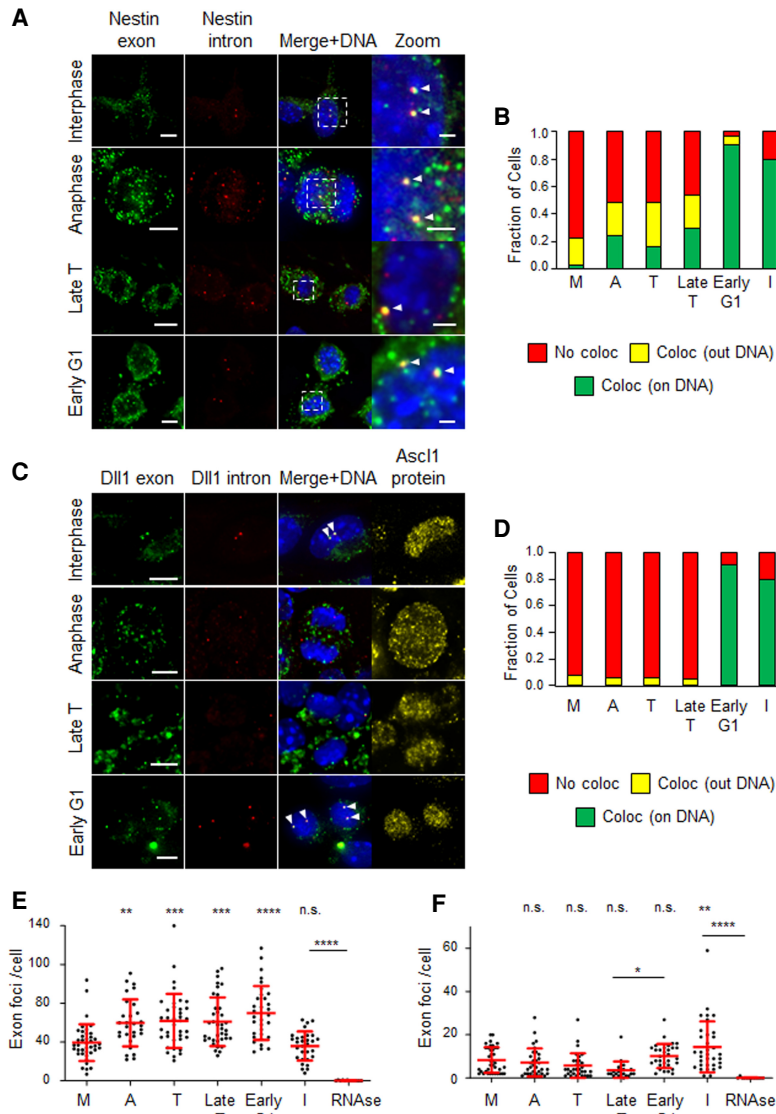 A
Nestin exon
Nestin intron
Merge+DNA
Zoom
Interphase
Anaphase
Late T
Early G1
B
Fraction of Cells
1.0
0.8
0.6
0.4
0.2
0.0
M A T Late T Early G1 I
No coloc Coloc (out DNA)
Coloc (on DNA)
C
Dll1 exon Dll1 intron Merge+DNA Ascl1 protein
Interphase
Anaphase
Late T
Early G1
D
Fraction of Cells
1.0
0.8
0.6
0.4
0.2
0.0
M A T Late T Early G1 I
No coloc Coloc (out DNA)
Coloc (on DNA)
E
Exon foci /cell
140
100
80
40
0
** *** *** **** n.s.
****
M A T Late Early I RNAse
F
Exon foci /cell
60
40
20
0
n.s. n.s. n.s. n.s. **
****
*
M A T Late Early I RNAse